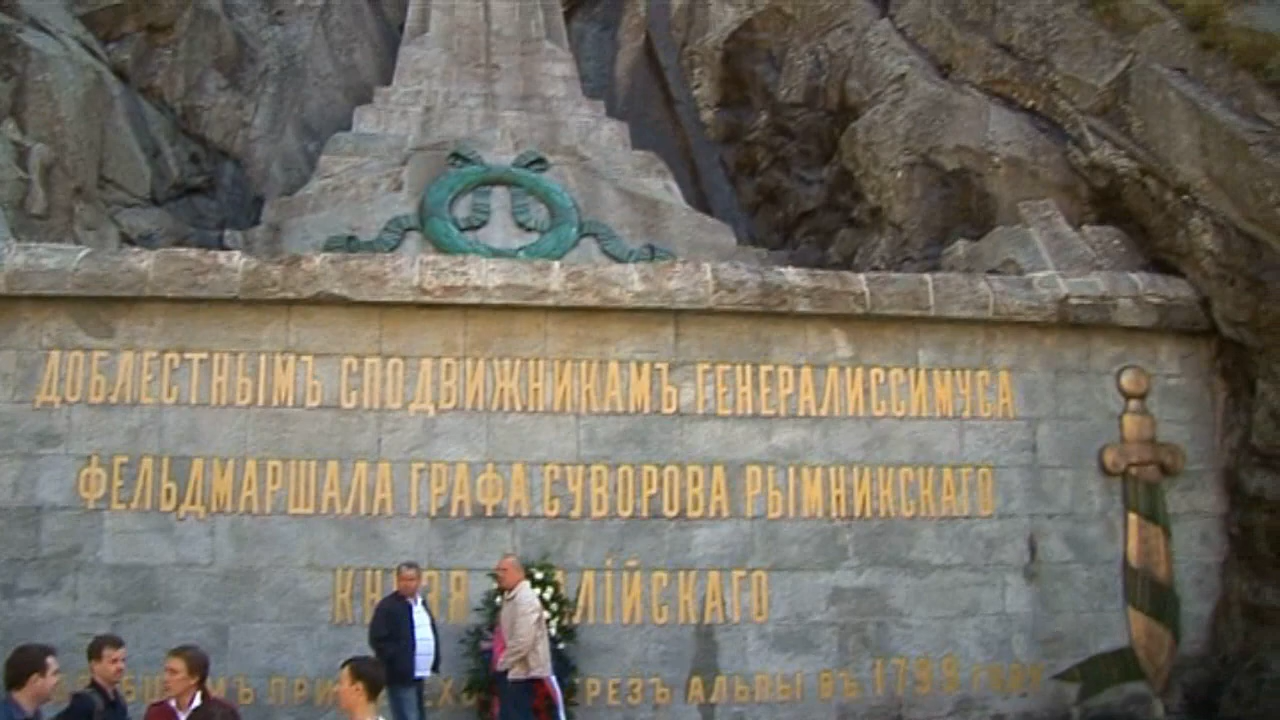 ДОБЛЕСТНЫМЪ СПОДВИЖНИКАМЪ ГЕНЕРАЛИССИМУСА
ФЕЛЬДМАРШАЛА ГРАФА СУВОРОВА РЫМНИКСКАГО
КНЯЗЯ
АЛЬПЫ ВЪ 1799 ГОДУ